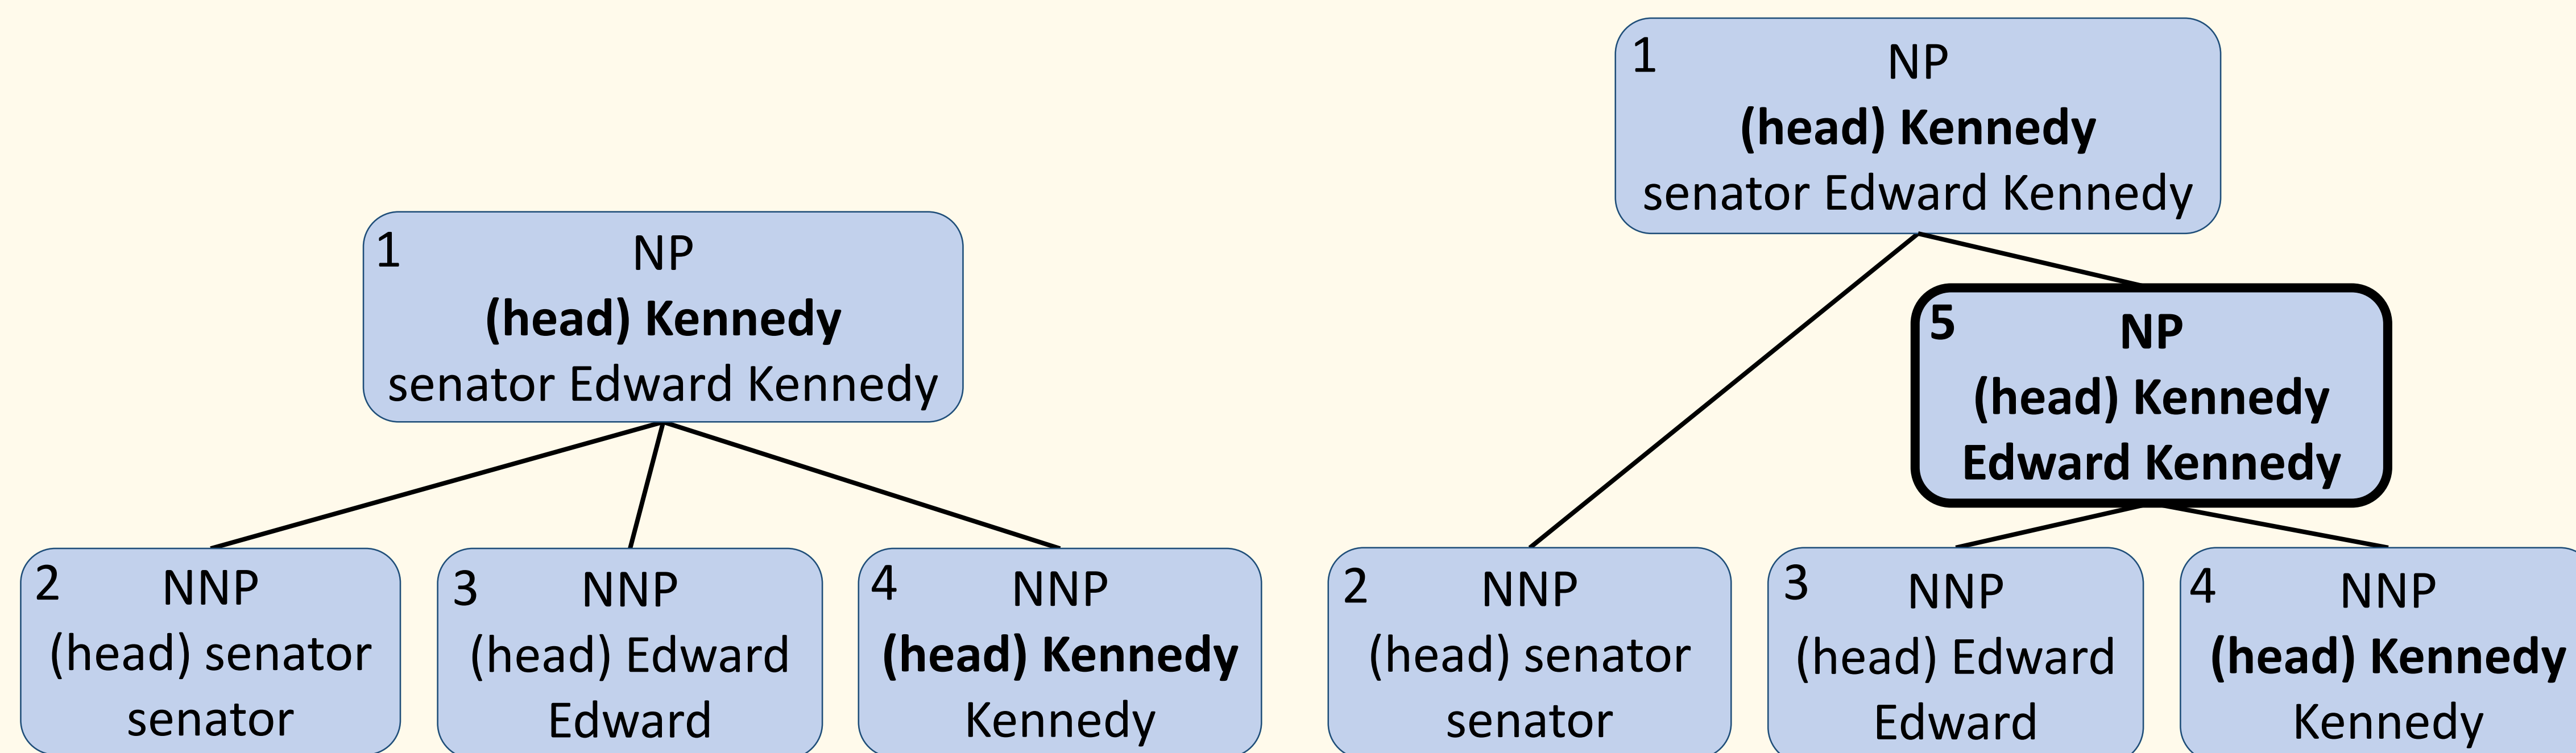 1 NP
(head) Kennedy
senator Edward Kennedy
2 NNP
(head) senator
senator
3 NNP
(head) Edward
Edward
4 NNP
(head) Kennedy
Kennedy
1 NP
(head) Kennedy
senator Edward Kennedy
5 NP
(head) Kennedy
Edward Kennedy
2 NNP
(head) senator
senator
3 NNP
(head) Edward
Edward
4 NNP
(head) Kennedy
Kennedy